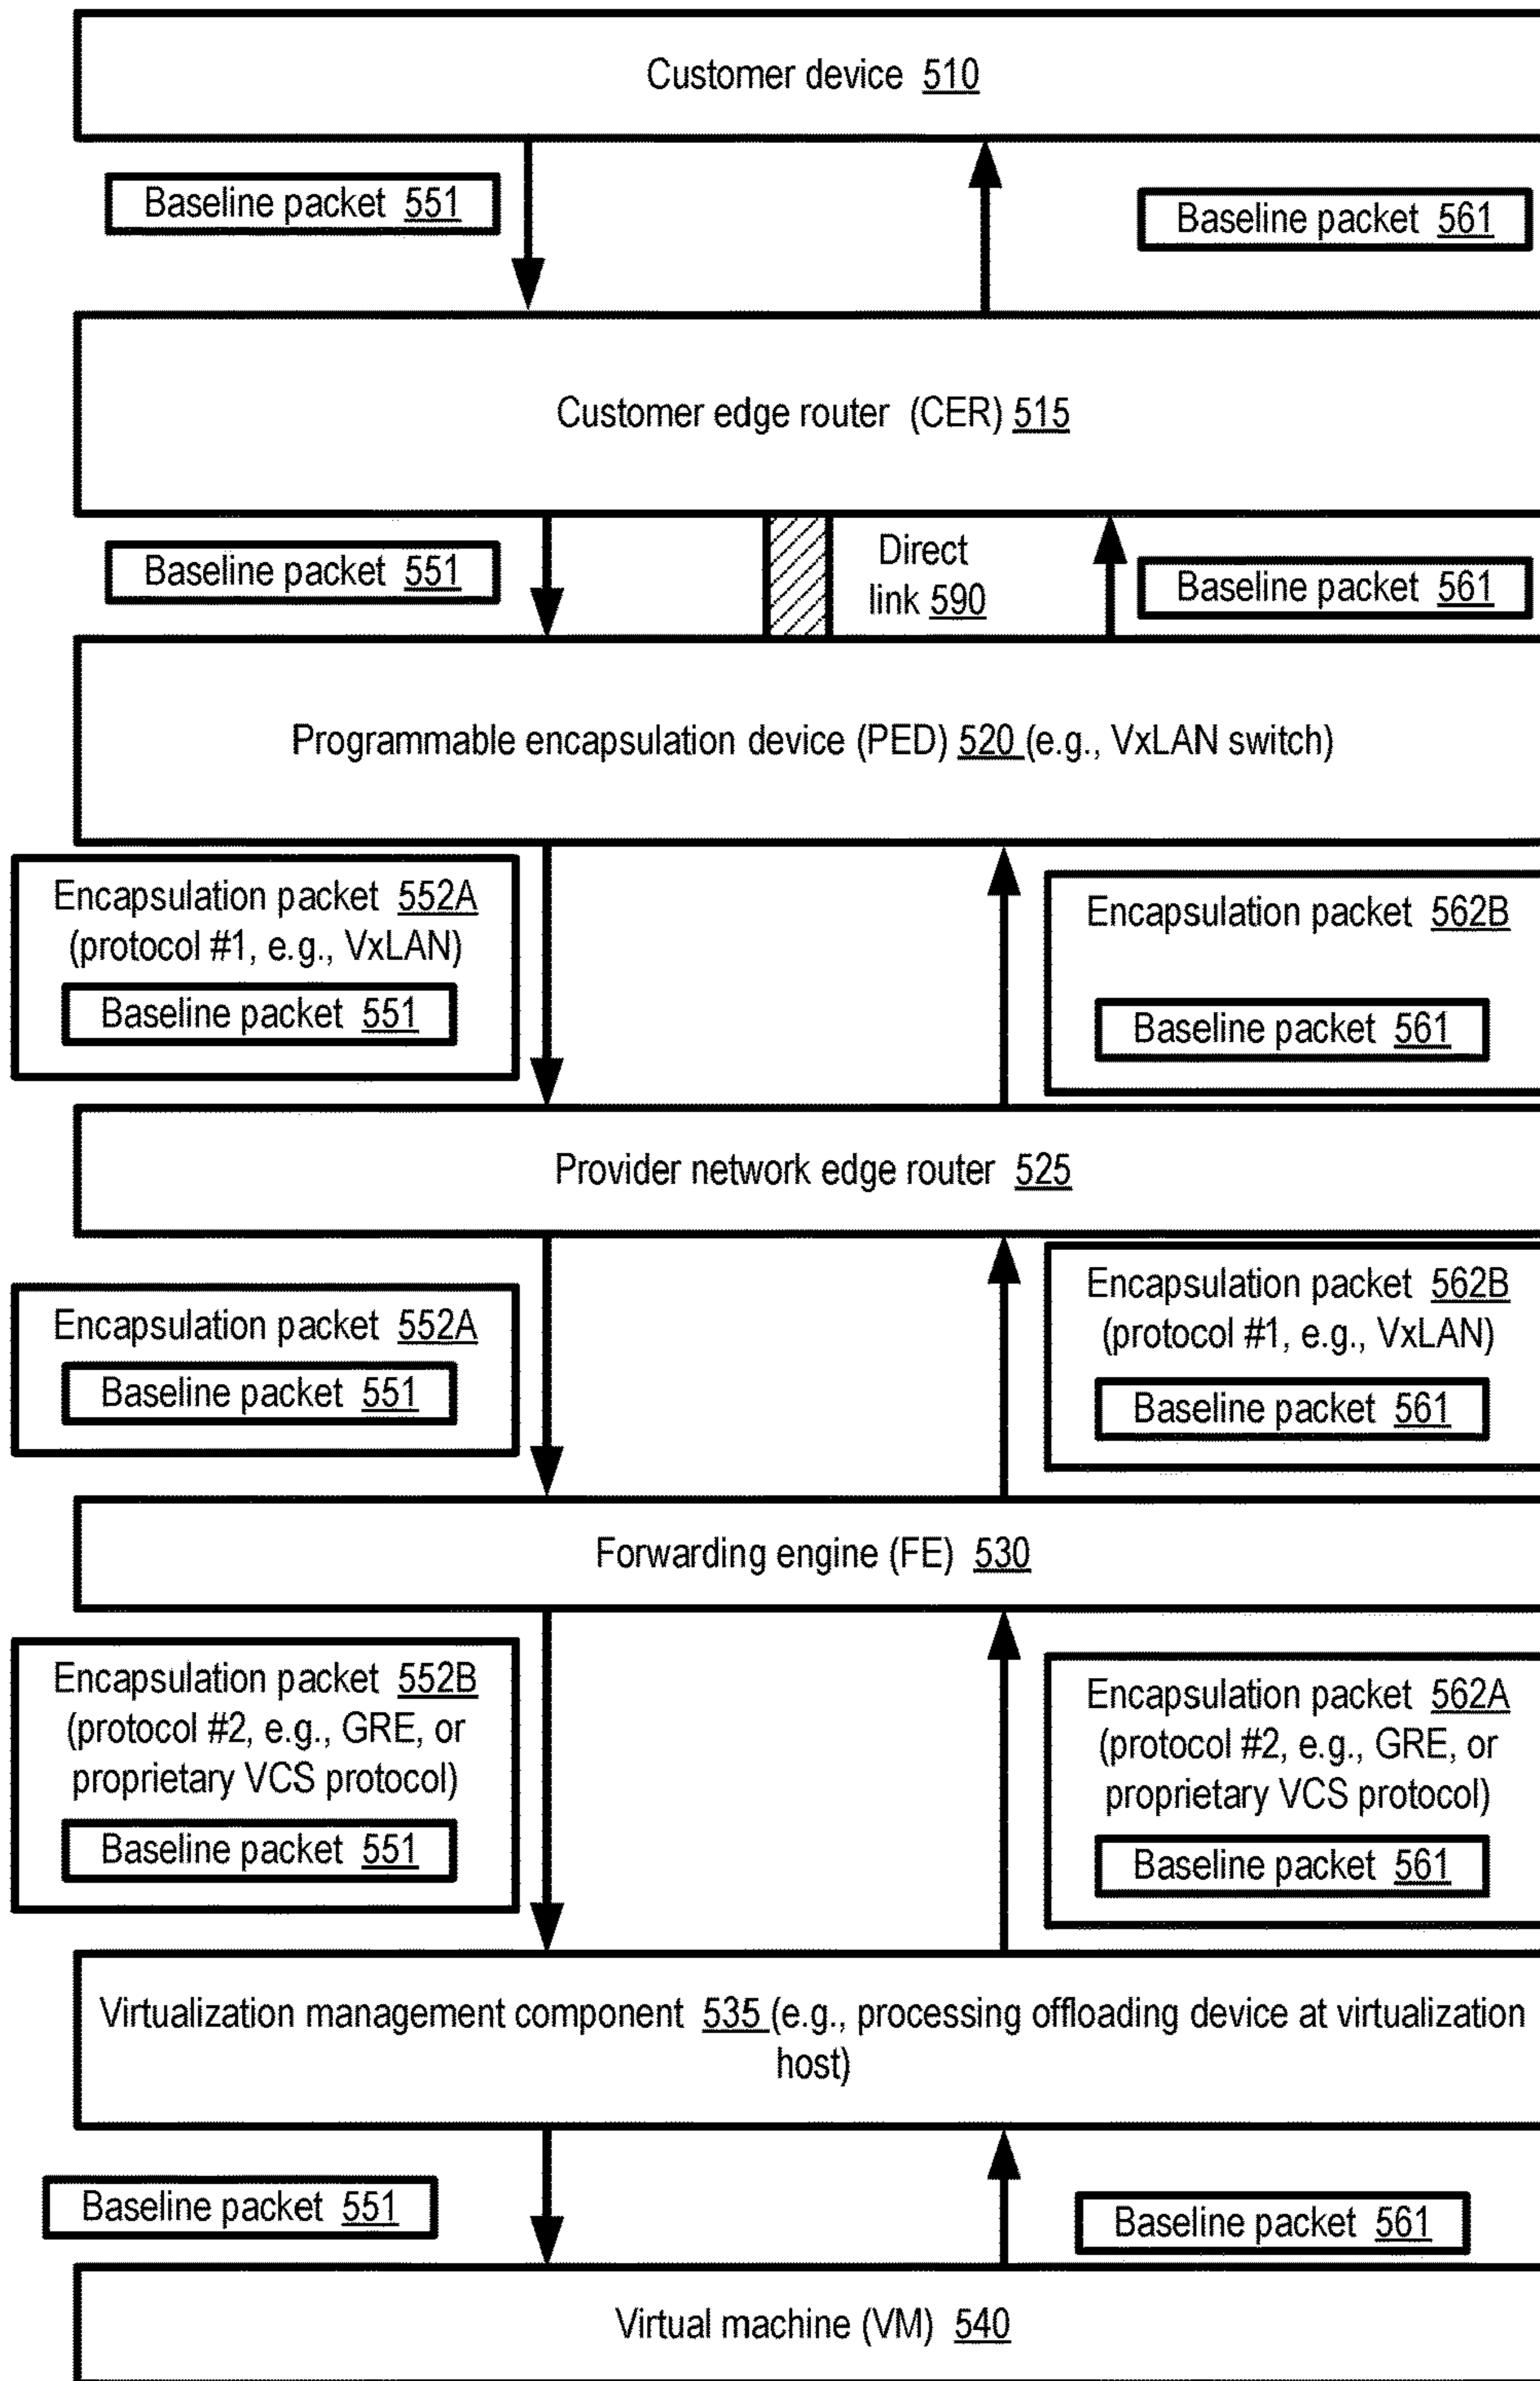 Customer device 510
Baseline packet 551
Baseline packet 561
Customer edge router (CER) 515
Baseline packet 551
Direct
link 590
Baseline packet 561
Programmable encapsulation device (PED) 520 (e.g., VxLAN switch)
Encapsulation packet 552A
(protocol #1, e.g., VxLAN)
Baseline packet 551
Encapsulation packet 562B
Baseline packet 561
Provider network edge router 525
Encapsulation packet 552A
Baseline packet 551
Encapsulation packet 562B
(protocol #1, e.g., VxLAN)
Baseline packet 561
Forwarding engine (FE) 530
Encapsulation packet 552B
(protocol #2, e.g., GRE, or
proprietary VCS protocol)
Baseline packet 551
Encapsulation packet 562A
(protocol #2, e.g., GRE, or
proprietary VCS protocol)
Baseline packet 561
Virtualization management component 535 (e.g., processing offloading device at virtualization
host)
Baseline packet 551
Baseline packet 561
Virtual machine (VM) 540